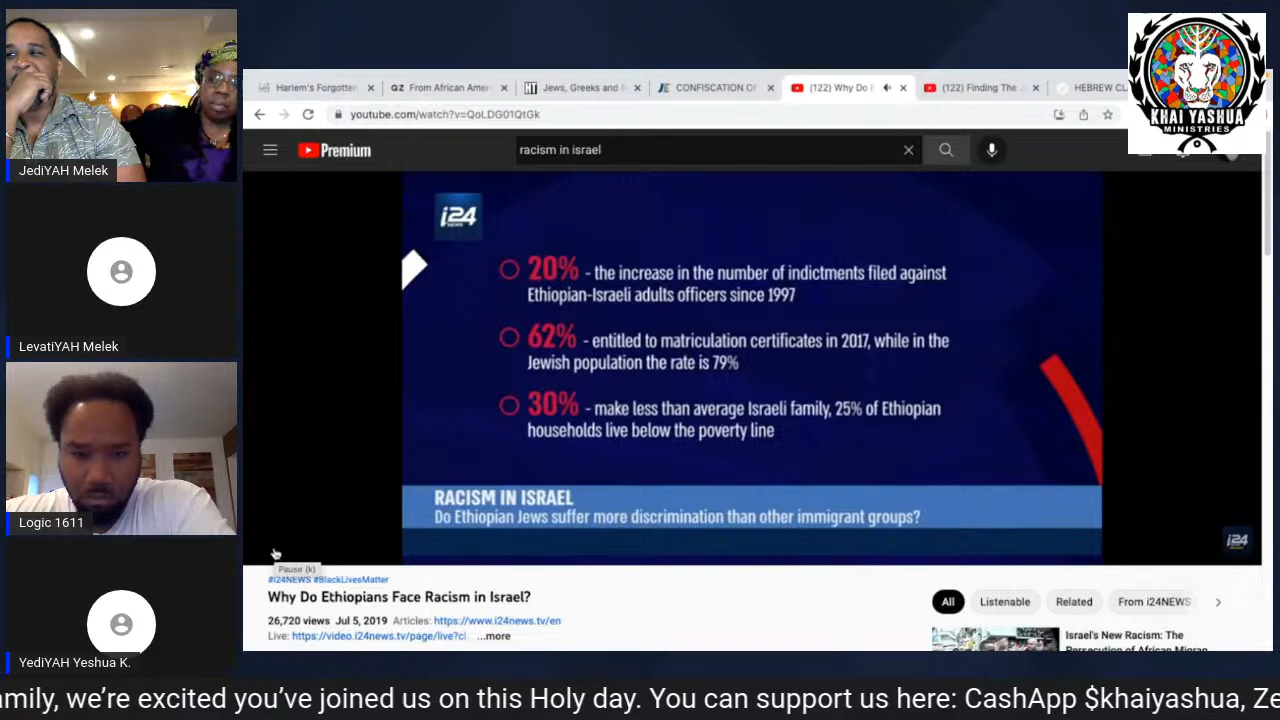 JediYAH Melek
LevatiYAH Melek
Logic 1611
YediYAH Yeshua K.
Harlem's Forgotten
QZ From African Amer
Jews, Greeks and
CONFISCATION O
(122) Why Do E
(122) Finding The
HEBREW CL
youtube.com/watch?v=QoLDG01QtGk
Premium
racism in israel
KHAI YASHUA
MINISTRIES
i24
NEWS
20% - the increase in the number of indictments filed against
Ethiopian-Israeli adults officers since 1997
62% - entitled to matriculation certificates in 2017, while in the
Jewish population the rate is 79%
30% - make less than average Israeli family, 25% of Ethiopian
households live below the poverty line
RACISM IN ISRAEL
Do Ethiopian Jews suffer more discrimination than other immigrant groups?
i24
Pause (k)
#i24NEWS #BlackLivesMatter
Why Do Ethiopians Face Racism in Israel?
26,720 views Jul 5, 2019 Articles: https://www.i24news.tv/en
Live: https://video.i24news.tv/page/live?ci ...more
All
Listenable
Related
From i24NEWS
Israel's New Racism: The
Persecution of African Migran
amily, we're excited you've joined us on this Holy day. You can support us here: CashApp $khaiyashua, Ze